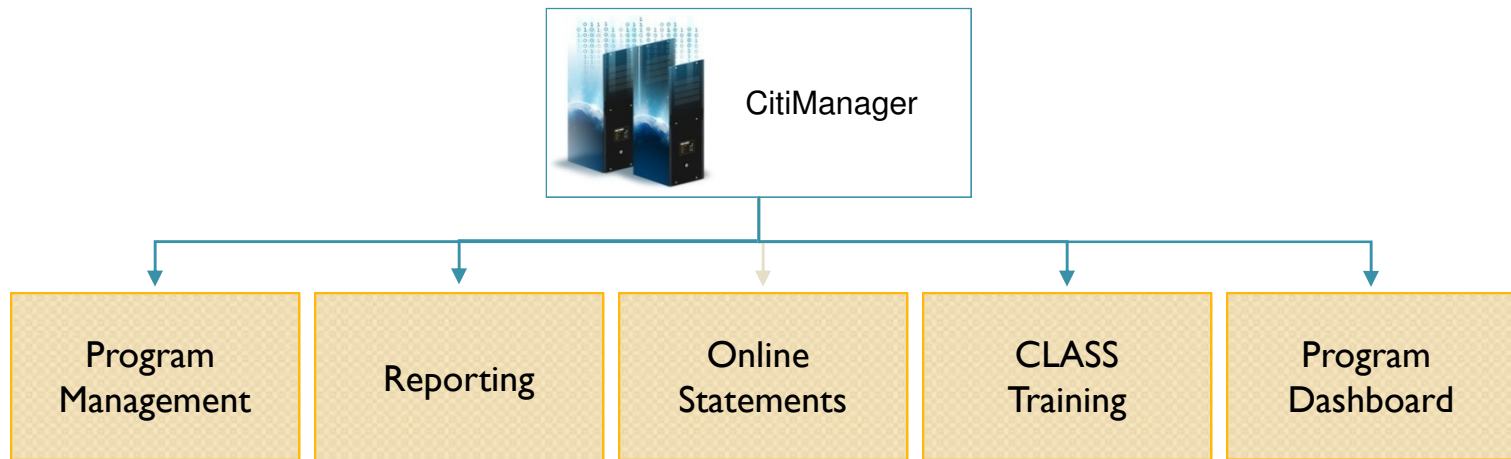 CitiManager
Program
Management
Reporting
Online
Statements
CLASS
Training
Program
Dashboard